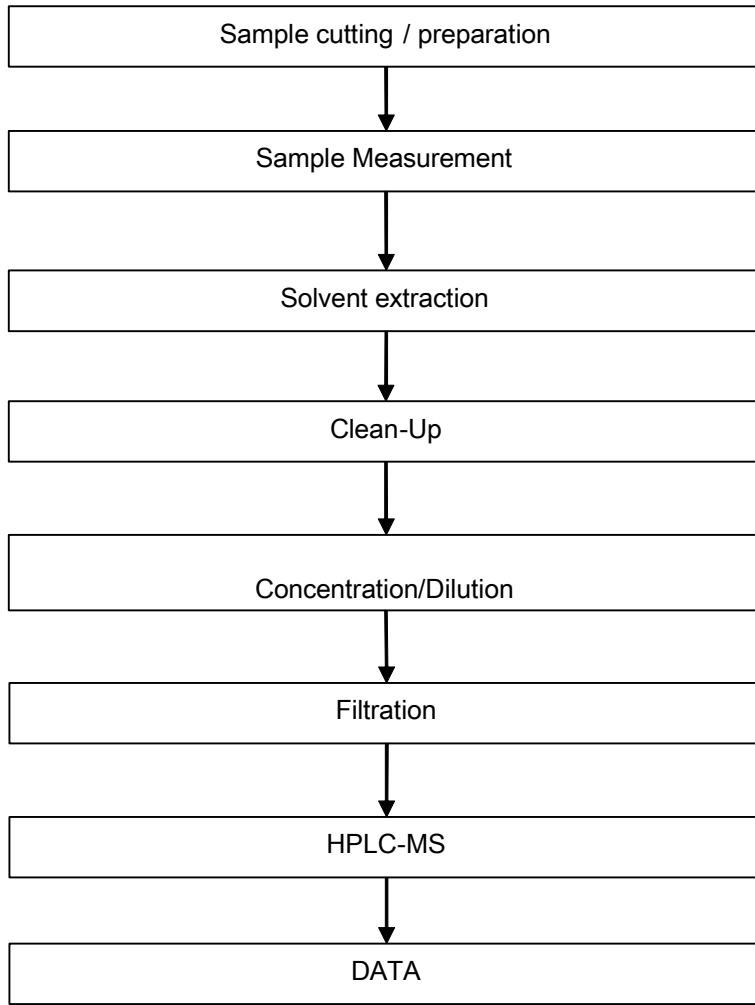 Sample cutting / preparation
Sample Measurement
Solvent extraction
Clean-Up
Concentration/Dilution
Filtration
HPLC-MS
DATA